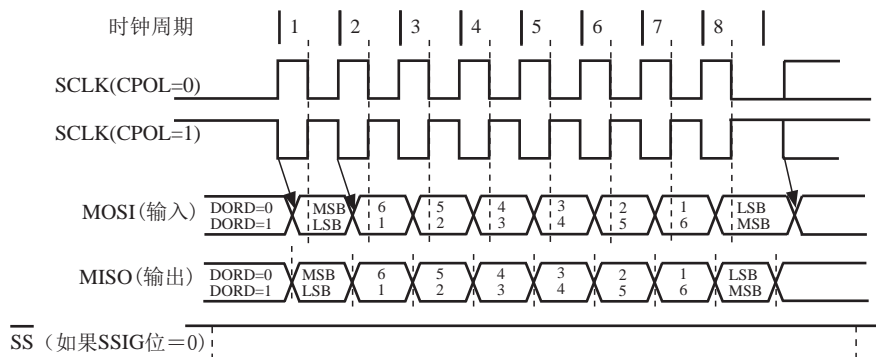 时钟周期 1 2 3 4 5 6 7 8
SCLK(CPOL=0)
SCLK(CPOL=1)
MOSI(输入) DORD=0 MSB 6 5 4 3 2 1 LSB
DORD=1 LSB 1 2 3 4 5 6 MSB
MISO(输出) DORD=0 MSB 6 5 4 3 2 1 LSB
DORD=1 LSB 1 2 3 4 5 6 MSB
SS(如果SSIG位=0)